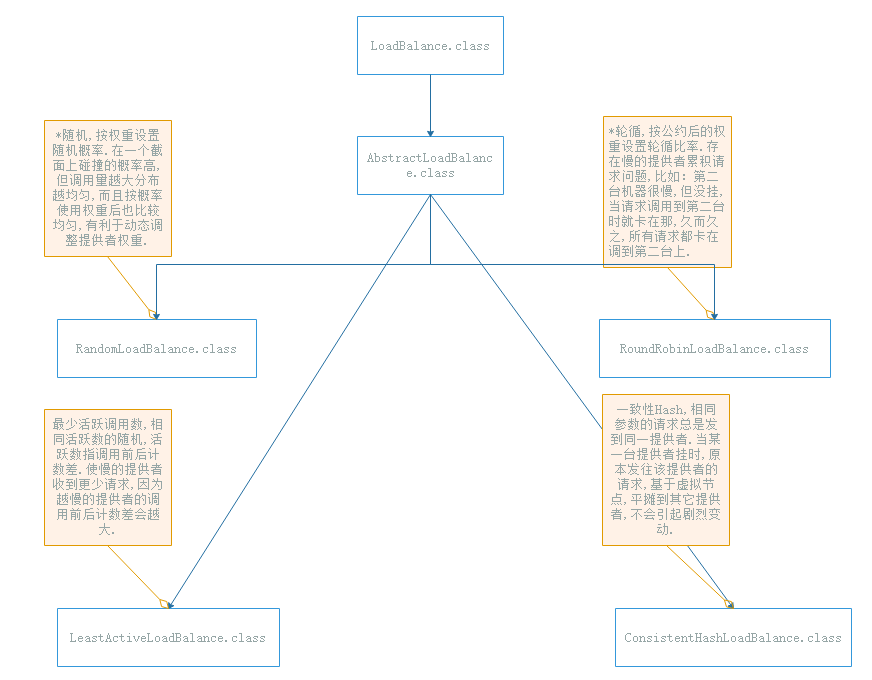 LoadBalance.class
AbstractLoadBalanc
e.class
*随机,按权重设置
随机概率.在一个截
面上碰撞的概率高,
但调用量越大分布
越均匀,而且按概率
使用权重后也比较
均匀,有利于动态调
整提供者权重.
*轮循,按公约后的权
重设置轮循比率.存
在慢的提供者累积请
求问题,比如: 第二
台机器很慢,但没挂,
当请求调用到第二台
时就卡在那,久而久
之,所有请求都卡在
调到第二台上.
RandomLoadBalance.class
RoundRobinLoadBalance.class
最少活跃调用数,相
同活跃数的随机,活
跃数指调用前后计
数差.使慢的提供者
收到更少请求,因为
越慢的提供者的调
用前后计数差会越
大.
一致性Hash,相同
参数的请求总是发
到同一提供者.当某
一台提供者挂时,原
本发往该提供者的
请求,基于虚拟节
点,平摊到其它提供
者,不会引起剧烈变
动.
LeastActiveLoadBalance.class
ConsistentHashLoadBalance.class